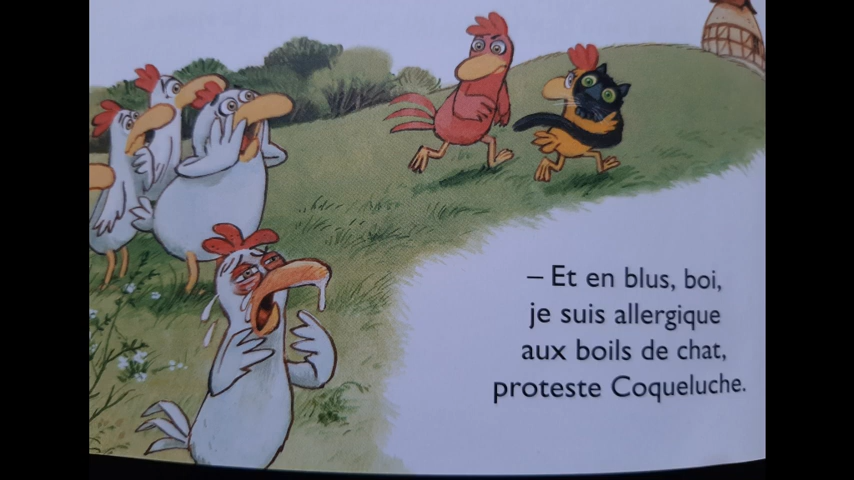 – Et en blus, boi,
je suis allergique
aux boils de chat,
proteste Coqueluche.